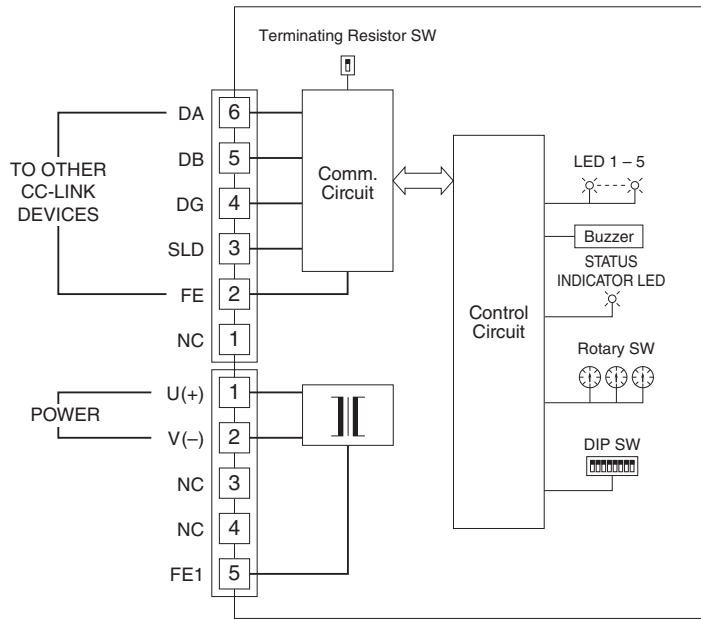 Terminating Resistor SW
DA 6
DB 5
DG 4
SLD 3
FE 2
NC 1
TO OTHER
CC-LINK
DEVICES
Comm.
Circuit
U(+) 1
V(–) 2
NC 3
NC 4
FE1 5
POWER
Control
Circuit
LED 1 – 5
Buzzer
STATUS
INDICATOR LED
Rotary SW
DIP SW